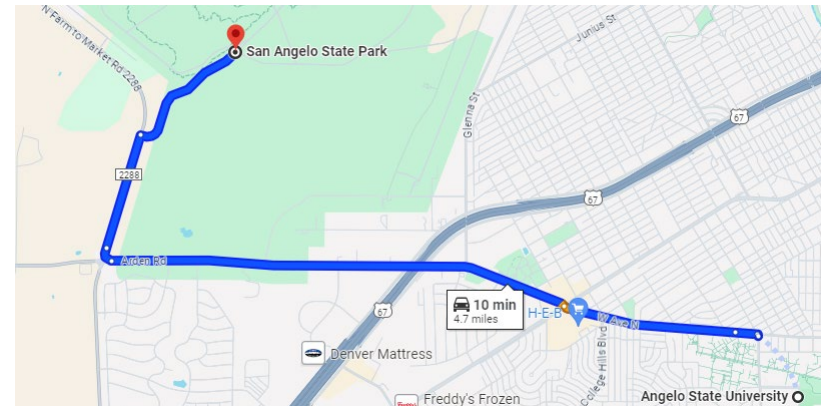 N Farm to Market Rd 2288
San Angelo State Park
Junius St
67
Glenna St
2288
67
Arden Rd
10 min
4.7 miles
67
H-E-B
W Ave N
Denver Mattress
College Hills Blvd
Freddy's Frozen
Angelo State University